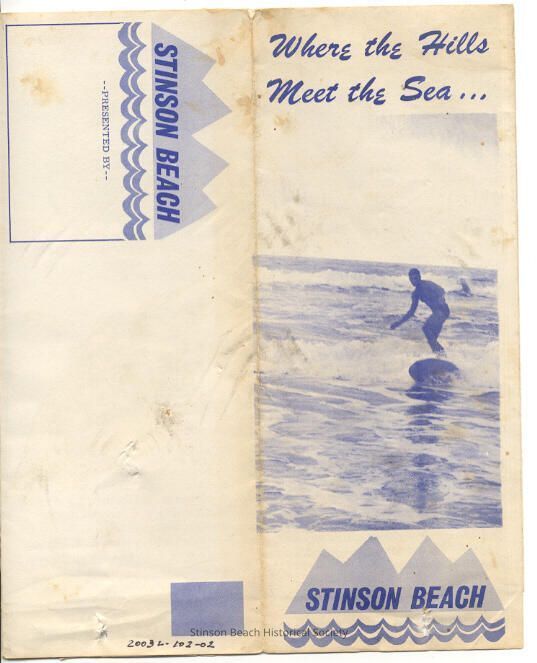 Where the Hills
Meet the Sea...
STINSON BEACH
STINSON BEACH
--PRESENTED BY--
Stinson Beach Historical Society
2003L-102-02